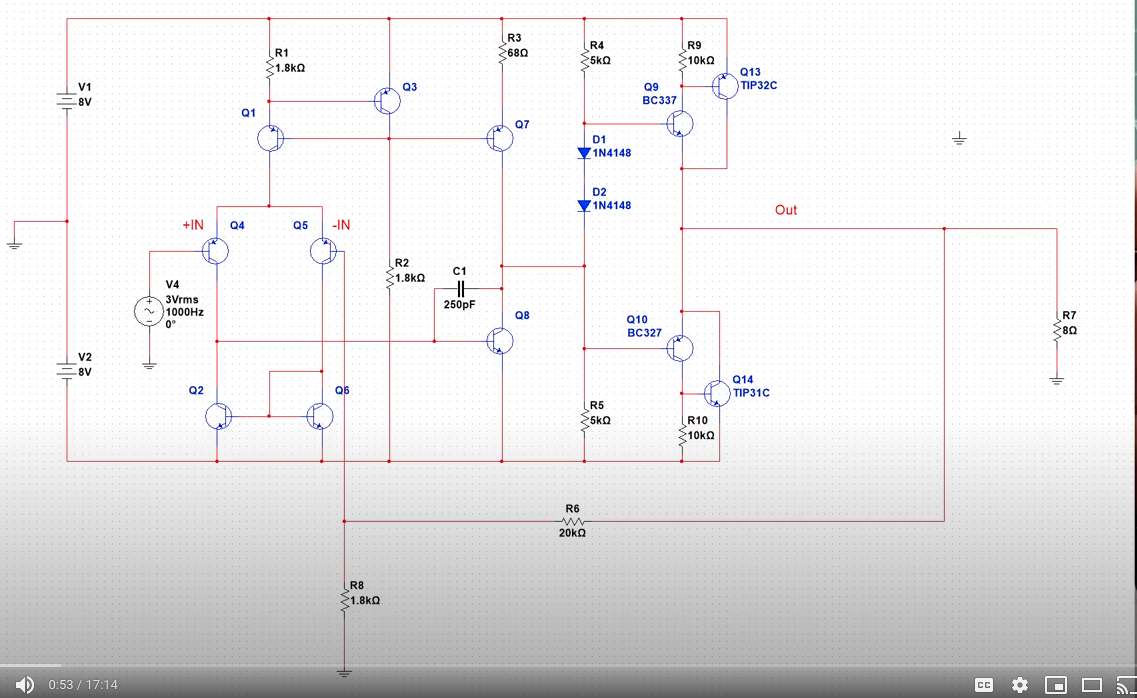 R1
1.8kΩ
Q3
R3
68Ω
R4
5kΩ
R9
10kΩ
Q13
TIP32C
V1
8V
Q9
BC337
Q1
Q7
D1
1N4148
D2
1N4148
Out
+IN
Q4
Q5
-IN
R2
1.8kΩ
C1
250pF
V4
3Vrms
1000Hz
0°
Q8
Q10
BC327
R7
8Ω
V2
8V
Q2
Q6
Q14
TIP31C
R5
5kΩ
R10
10kΩ
R6
20kΩ
R8
1.8kΩ
0:53 / 17:14
CC